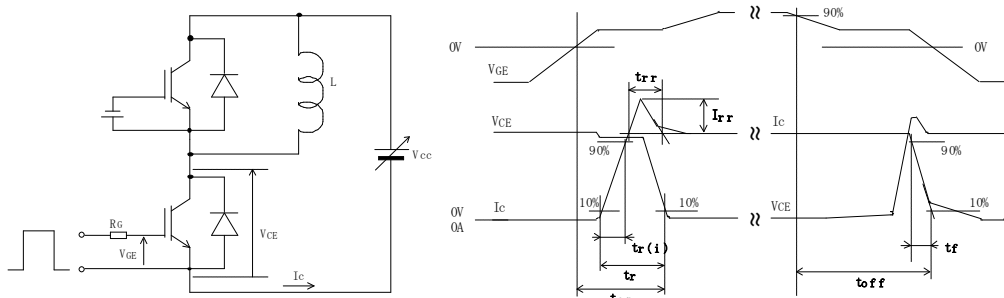 L
Vcc
RG
VGE
VCE
Ic
0V
VGE
trr
Irr
VCE
90%
Ic
10%
10%
0V
0A
tr(i)
tr
90%
0V
Ic
90%
VCE
10%
tf
toff